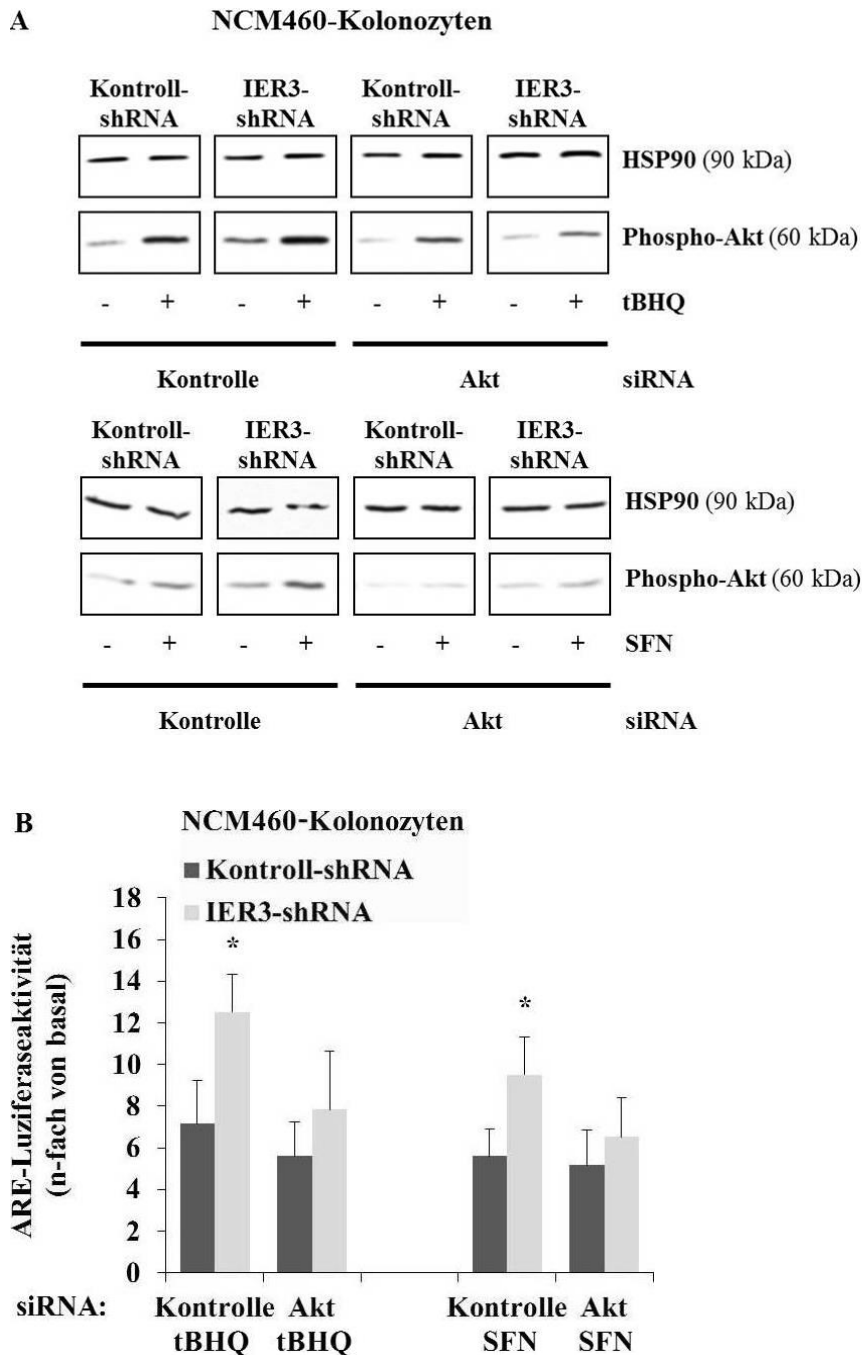 A NCM460-Kolonozyten
Kontroll- IER3- Kontroll- IER3-
shRNA shRNA shRNA shRNA
HSP90 (90 kDa)
Phospho-Akt (60 kDa)
- + - + - + - + tBHQ
Kontrolle Akt siRNA
Kontroll- IER3- Kontroll- IER3-
shRNA shRNA shRNA shRNA
HSP90 (90 kDa)
Phospho-Akt (60 kDa)
- + - + - + - + SFN
Kontrolle Akt siRNA
B NCM460-Kolonozyten
Kontroll-shRNA
IER3-shRNA
ARE-Luziferaseaktivität
(n-fach von basal)
18
16
14
12
10
8
6
4
2
0
* *
siRNA: Kontrolle Akt Kontrolle Akt
tBHQ tBHQ SFN SFN